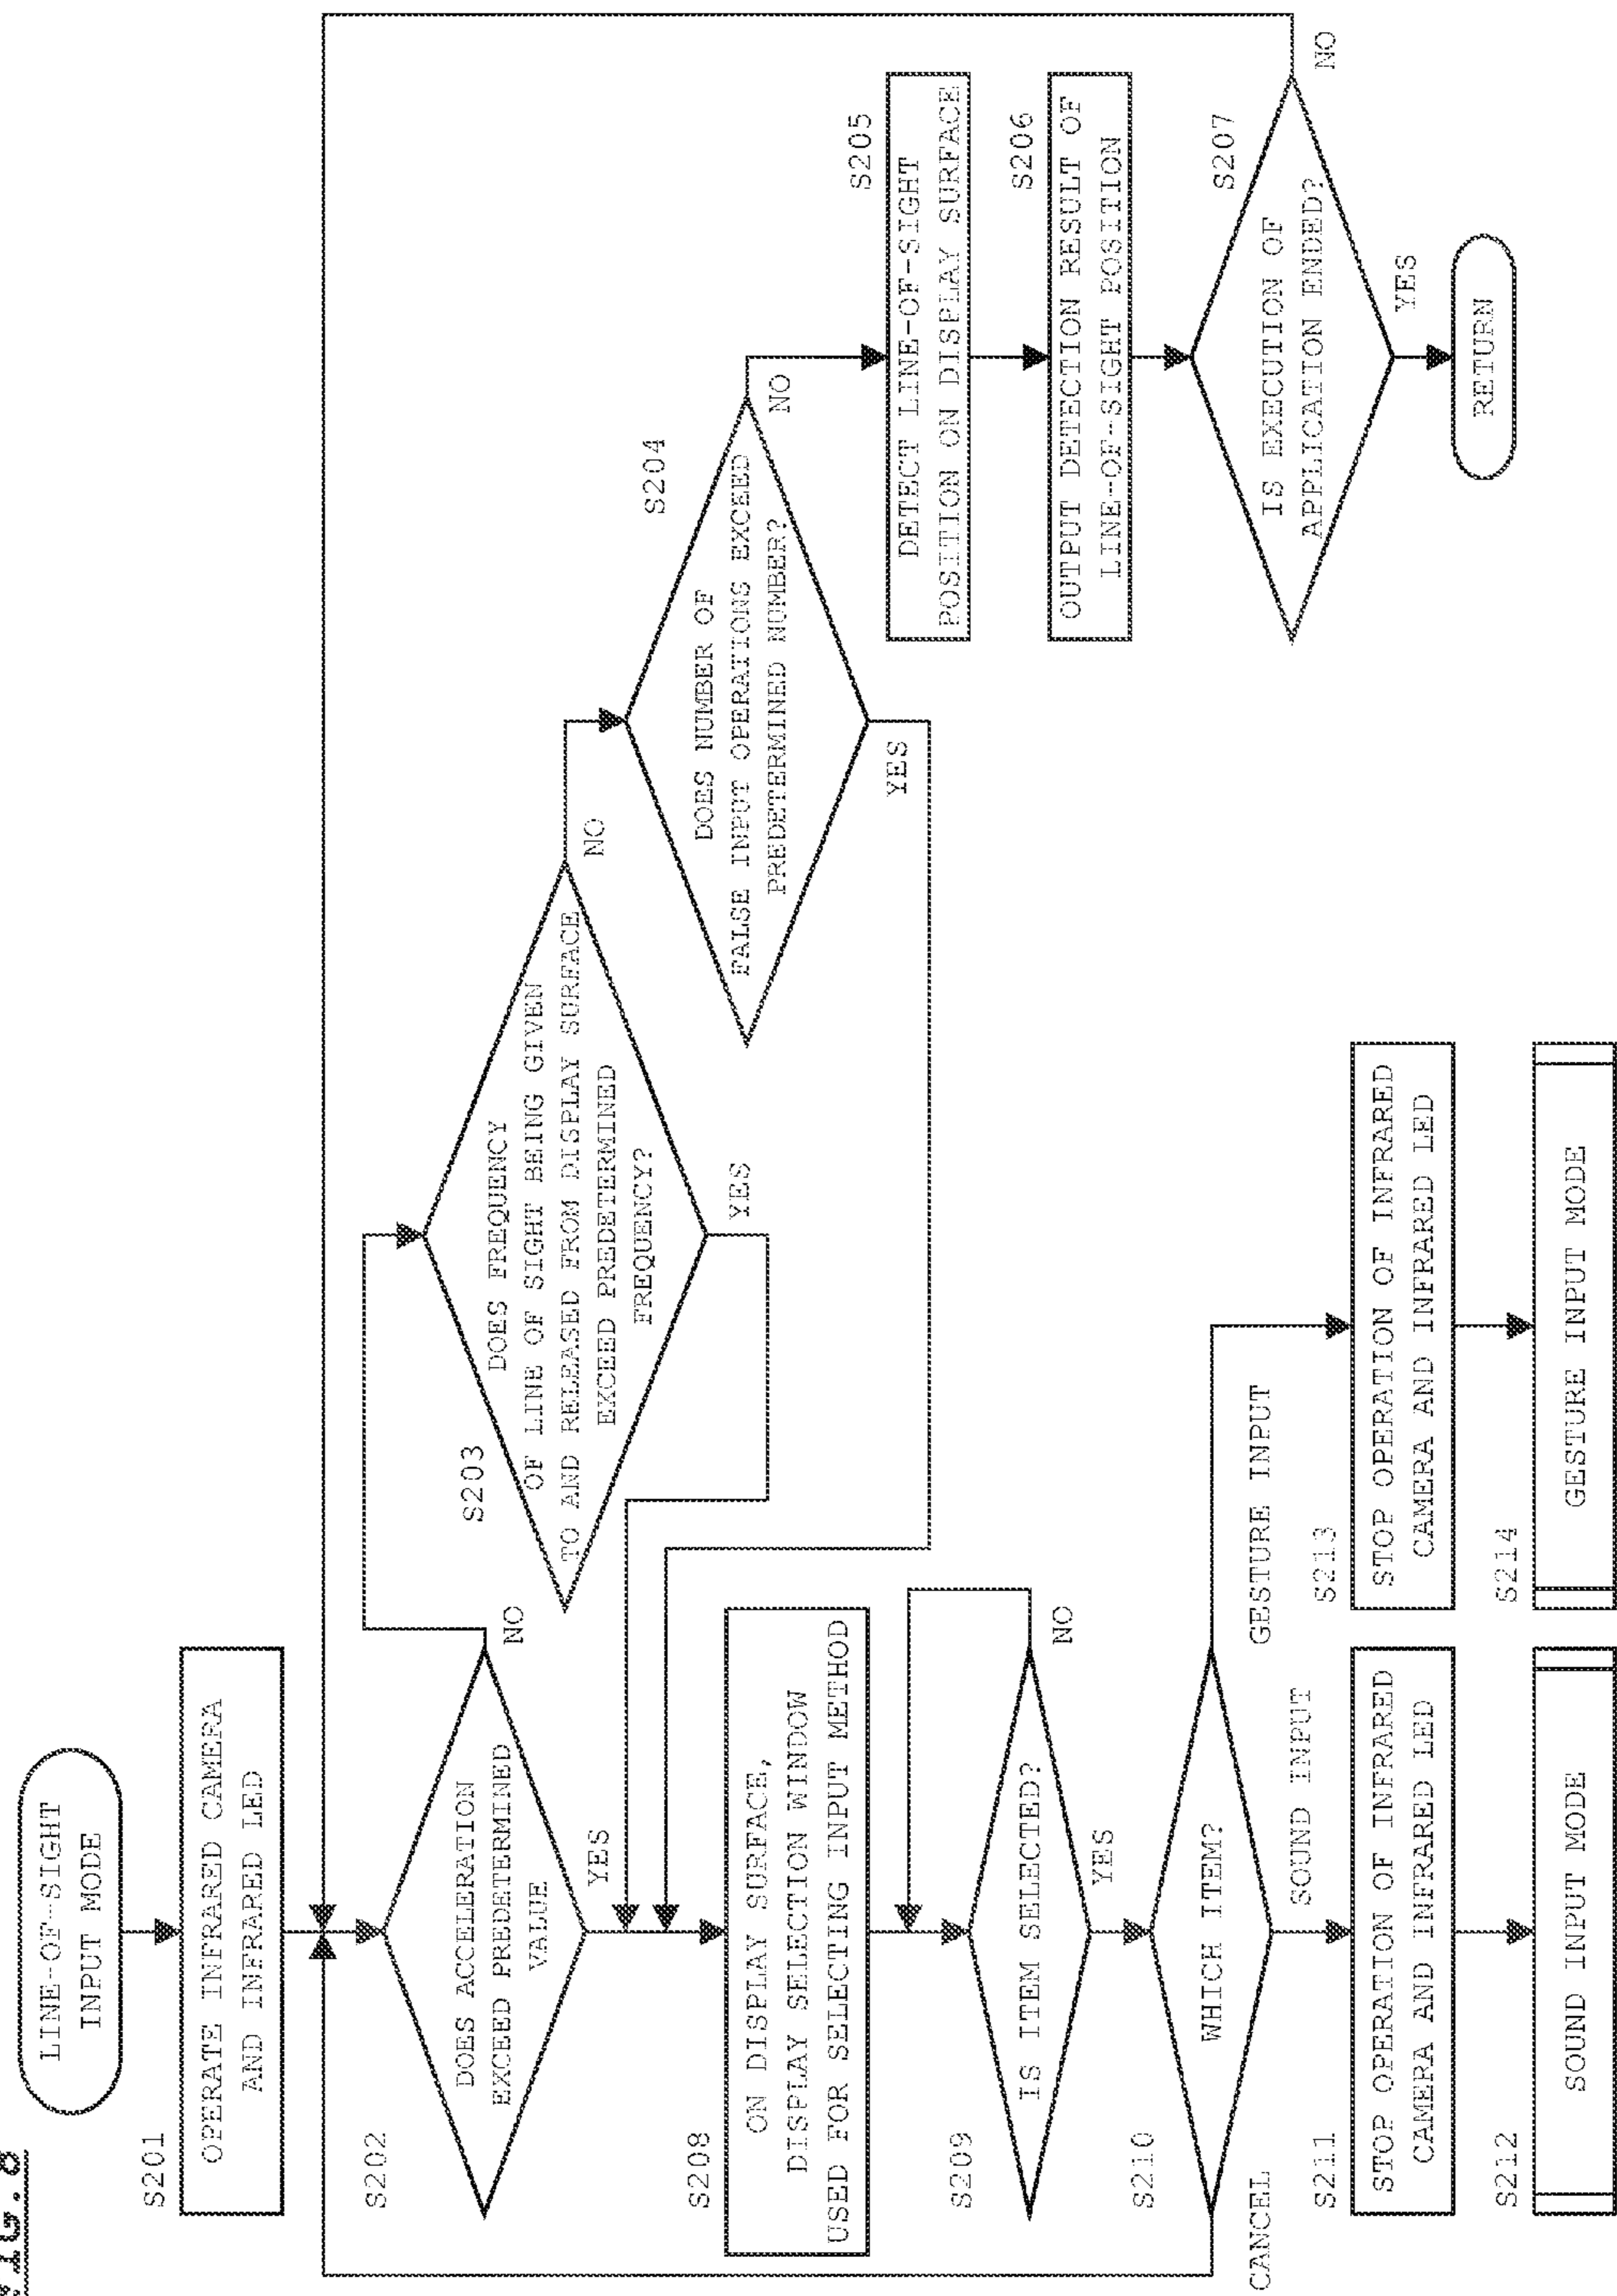 FIG. 8
LINE-OF-SIGHT
INPUT MODE
S201
OPERATE INFRARED CAMERA
AND INFRARED LED
S202
DOES ACCELERATION
EXCEED PREDETERMINED
VALUE
NO
YES
S203
DOES FREQUENCY
OF LINE OF SIGHT BEING GIVEN
TO AND RELEASED FROM DISPLAY SURFACE
EXCEED PREDETERMINED
FREQUENCY?
NO
YES
S204
DOES NUMBER OF
FALSE INPUT OPERATIONS EXCEED
PREDETERMINED NUMBER?
NO
YES
S205
DETECT LINE-OF-SIGHT
POSITION ON DISPLAY SURFACE
S206
OUTPUT DETECTION RESULT OF
LINE-OF-SIGHT POSITION
S207
IS EXECUTION OF
APPLICATION ENDED?
NO
YES
RETURN
S208
ON DISPLAY SURFACE,
DISPLAY SELECTION WINDOW
USED FOR SELECTING INPUT METHOD
S209
IS ITEM SELECTED?
NO
YES
S210
WHICH ITEM?
CANCEL
SOUND INPUT
GESTURE INPUT
S211
STOP OPERATION OF INFRARED
CAMERA AND INFRARED LED
S212
SOUND INPUT MODE
S213
STOP OPERATION OF INFRARED
CAMERA AND INFRARED LED
S214
GESTURE INPUT MODE